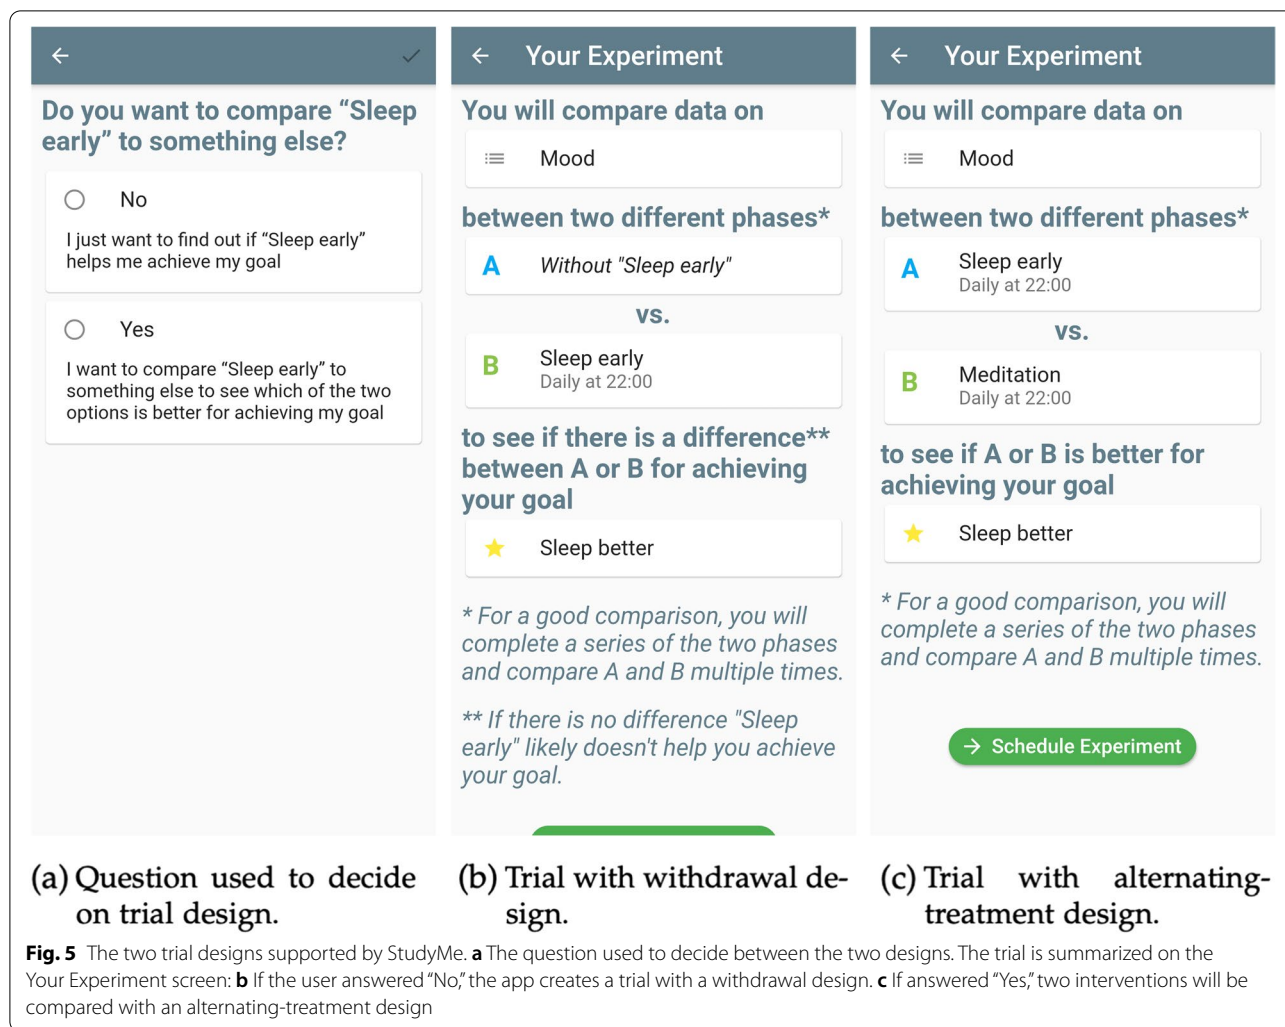 Do you want to compare “Sleep
early” to something else?
No
I just want to find out if “Sleep early”
helps me achieve my goal
Yes
I want to compare “Sleep early” to
something else to see which of the two
options is better for achieving my goal
Your Experiment
You will compare data on
Mood
between two different phases*
A
Without "Sleep early"
vs.
B
Sleep early
Daily at 22:00
to see if there is a difference**
between A or B for achieving
your goal
Sleep better
* For a good comparison, you will
complete a series of the two phases
and compare A and B multiple times.
** If there is no difference "Sleep
early" likely doesn't help you achieve
your goal.
Your Experiment
You will compare data on
Mood
between two different phases*
A
Sleep early
Daily at 22:00
vs.
B
Meditation
Daily at 22:00
to see if A or B is better for
achieving your goal
Sleep better
* For a good comparison, you will
complete a series of the two phases
and compare A and B multiple times.
Schedule Experiment
(a) Question used to decide
on trial design.
(b) Trial with withdrawal de-
sign.
(c) Trial with alternating-
treatment design.
Fig. 5 The two trial designs supported by StudyMe. a The question used to decide between the two designs. The trial is summarized on the
Your Experiment screen: b If the user answered “No,” the app creates a trial with a withdrawal design. c If answered “Yes,” two interventions will be
compared with an alternating-treatment design